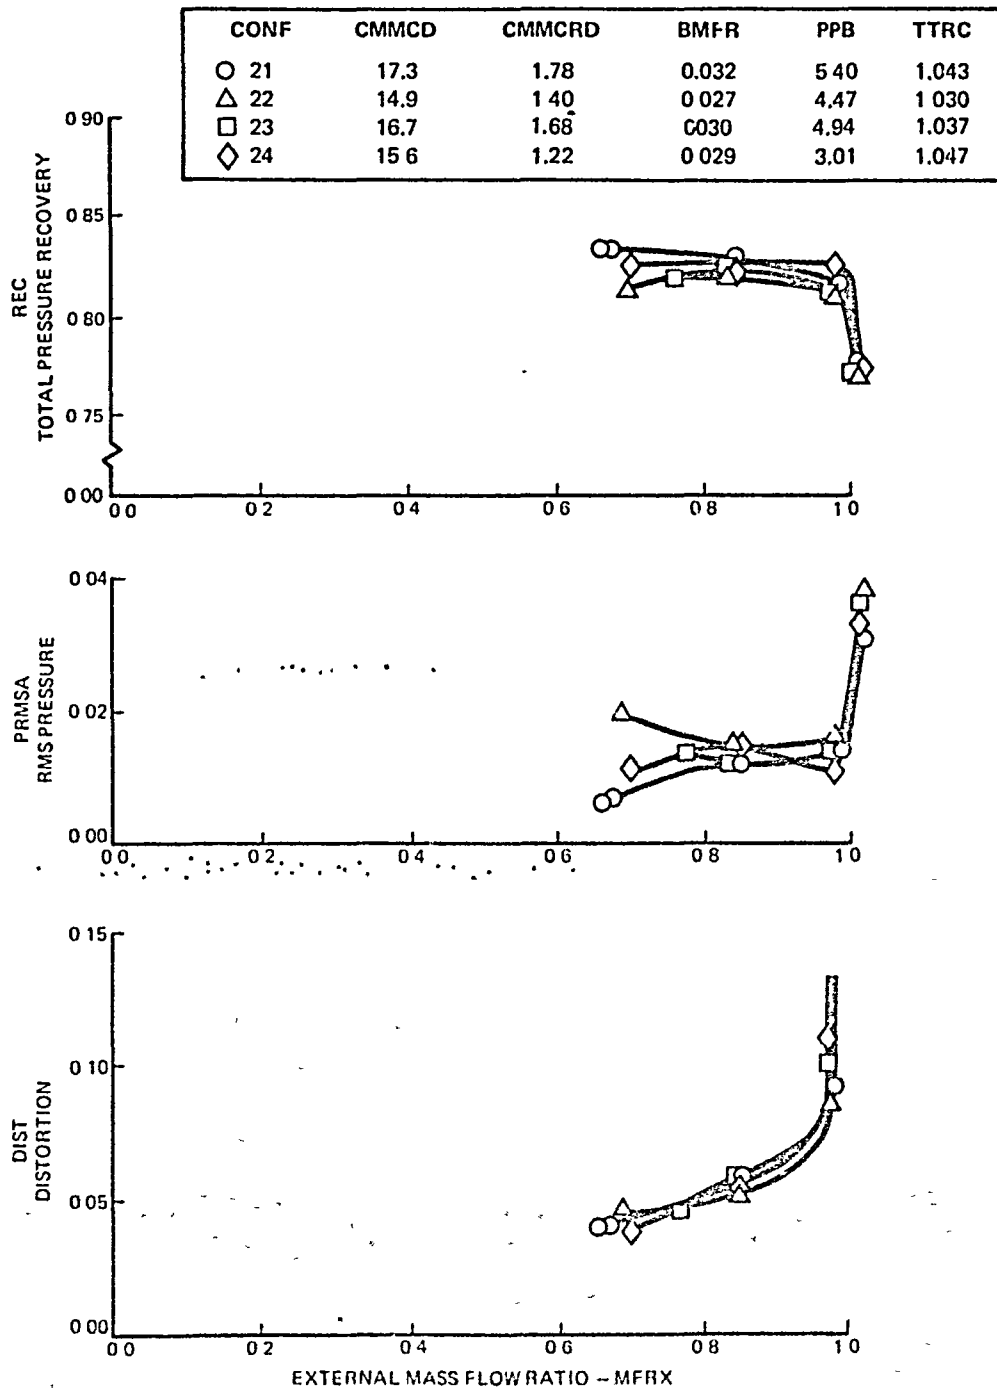 CONF CMMCD CMMCRD BMFR PPB TTRC
21 17.3 1.78 0.032 5 40 1.043
22 14.9 1 40 0 027 4.47 1 030
23 16.7 1.68 0030 4.94 1.037
24 15 6 1.22 0 029 3.01 1.047
REC
TOTAL PRESSURE RECOVERY
0 90
0 85
0 80
0 75
0 00
0 0 0 2 0 4 0 6 0 8 1 0
PRMSA
RMS PRESSURE
0 04
0 02
0 00
0 0 0 2 0 4 0 6 0 8 1 0
DIST
DISTORTION
0 15
0 10
0 05
0 00
0 0 0 2 0 4 0 6 0 8 1 0
EXTERNAL MASS FLOW RATIO – MFRX